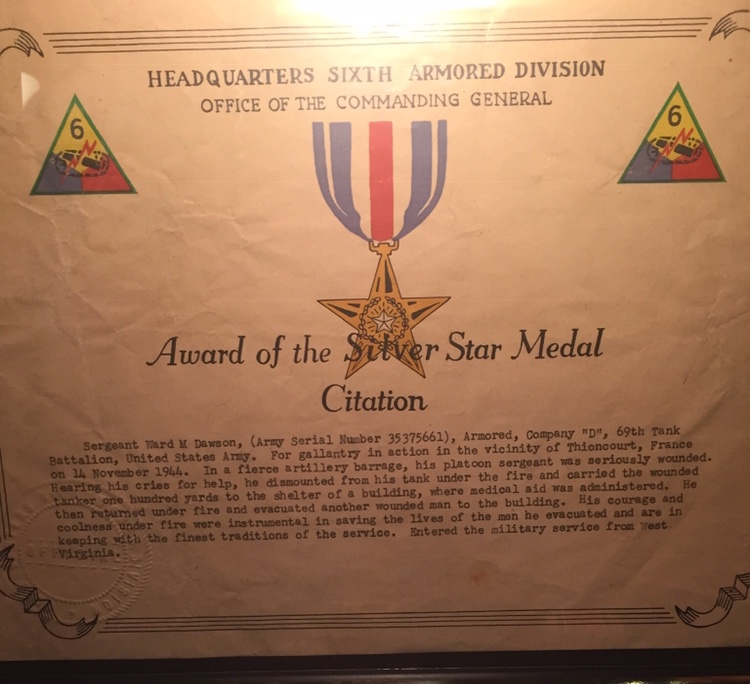 HEADQUARTERS SIXTH ARMORED DIVISION
OFFICE OF THE COMMANDING GENERAL
6
6
Award of the Silver Star Medal
Citation
Sergeant Ward M Dawson, (Army Serial Number 35375661), Armored, Company "D", 69th Tank
Battalion, United States Army. For gallantry in action in the vicinity of Thioncourt, France
on 14 November 1944. In a fierce artillery barrage, his platoon sergeant was seriously wounded.
Hearing his cries for help, he dismounted from his tank under the fire and carried the wounded
tanker one hundred yards to the shelter of a building, where medical aid was administered. He
then returned under fire and evacuated another wounded man to the building. His courage and
coolness under fire were instrumental in saving the lives of the men he evacuated and are in
keeping with the finest traditions of the service. Entered the military service from West
Virginia.